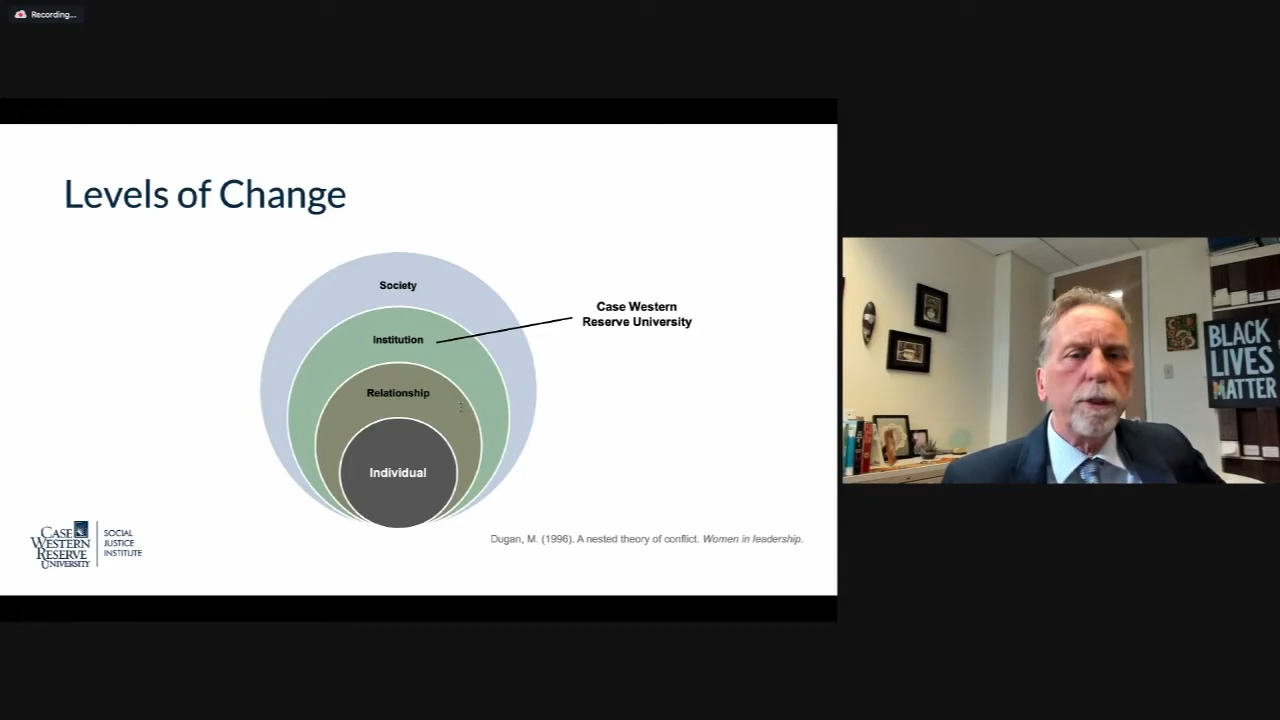 Recording...
Levels of Change
Society
Institution
Relationship
Individual
Case Western
Reserve University
CASE
WESTERN
RESERVE
UNIVERSITY
SOCIAL
JUSTICE
INSTITUTE
Dugan, M. (1996). A nested theory of conflict. Women in leadership.
BLACK
LIVES
MATTER